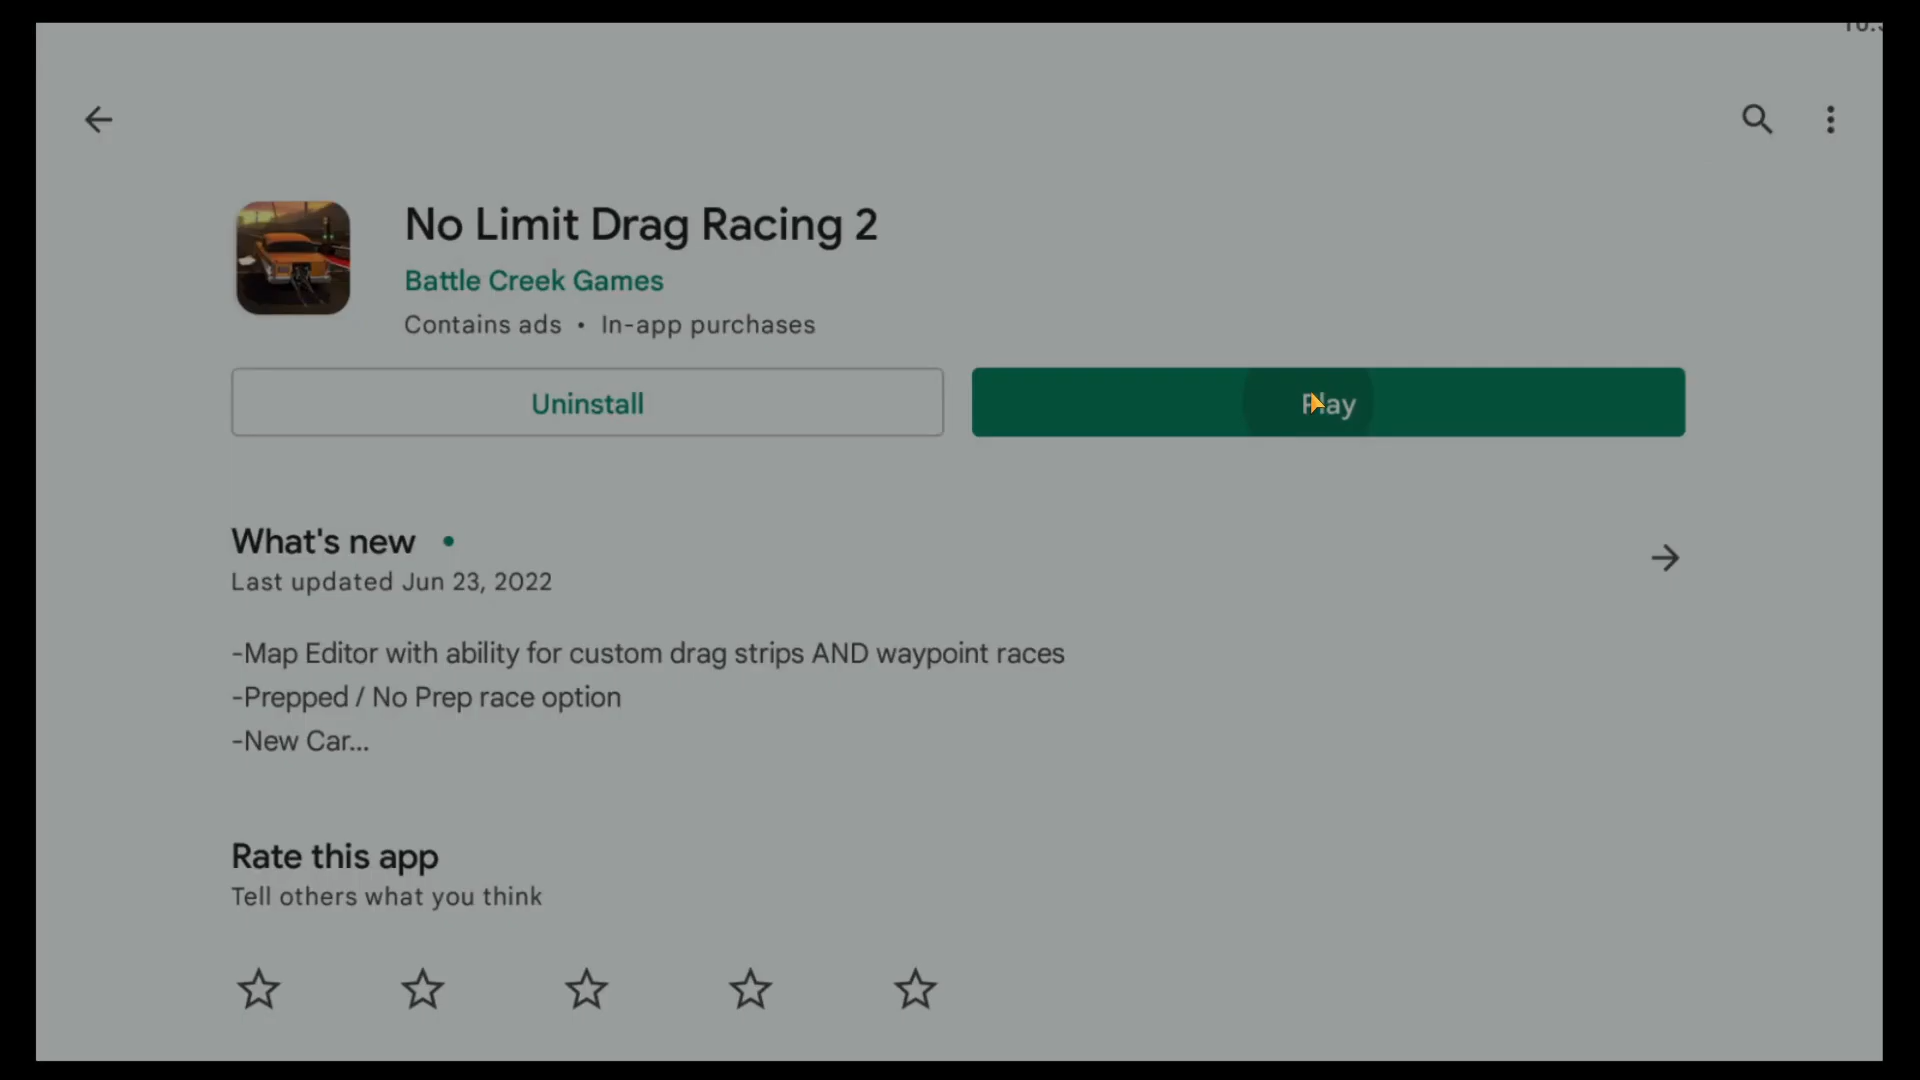 No Limit Drag Racing 2
Battle Creek Games
Contains ads • In-app purchases
Uninstall
Play
What's new •
Last updated Jun 23, 2022
-Map Editor with ability for custom drag strips AND waypoint races
-Prepped / No Prep race option
-New Car...
Rate this app
Tell others what you think